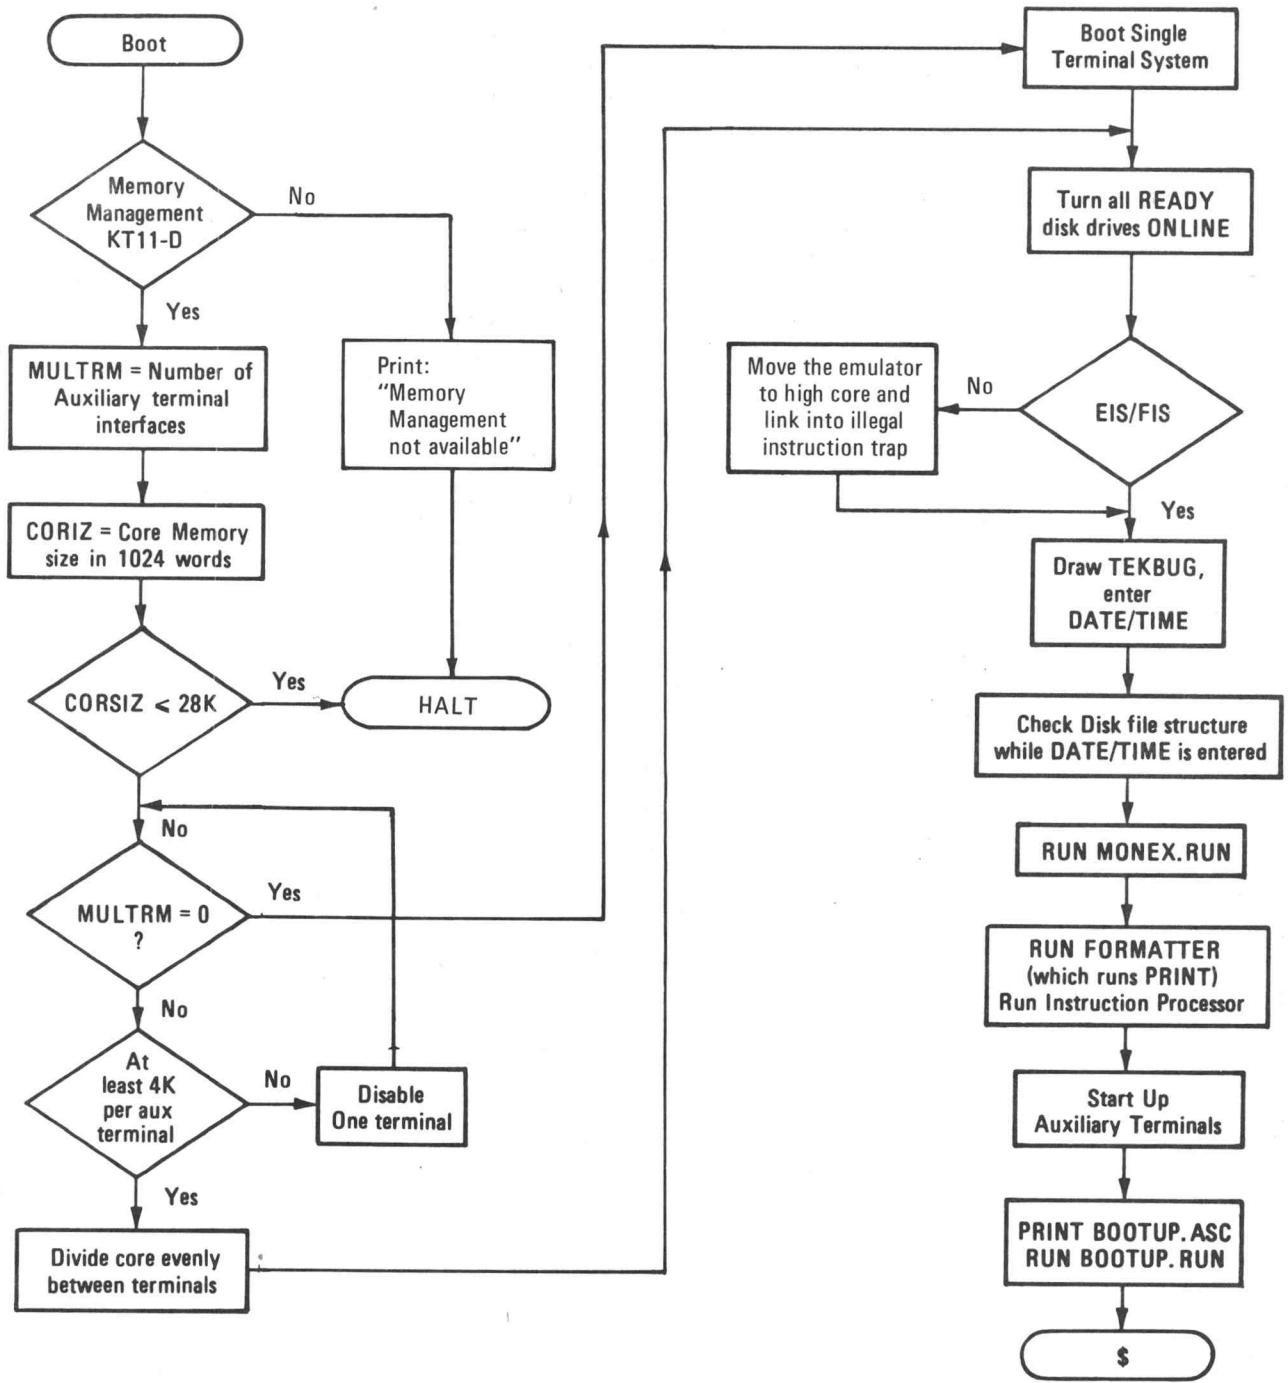 Boot
Memory
Management
KT11-D
No
Yes
MULTRM = Number of
Auxiliary terminal
interfaces
Print:
"Memory
Management
not available"
CORIZ = Core Memory
size in 1024 words
CORSIZ < 28K
Yes
HALT
No
MULTRM = 0
?
Yes
No
At
least 4K
per aux
terminal
No
Disable
One terminal
Yes
Divide core evenly
between terminals
Boot Single
Terminal System
Turn all READY
disk drives ONLINE
EIS/FIS
No
Move the emulator
to high core and
link into illegal
instruction trap
Yes
Draw TEKBUG,
enter
DATE/TIME
Check Disk file structure
while DATE/TIME is entered
RUN MONEX.RUN
RUN FORMATTER
(which runs PRINT)
Run Instruction Processor
Start Up
Auxiliary Terminals
PRINT BOOTUP.ASC
RUN BOOTUP.RUN
$